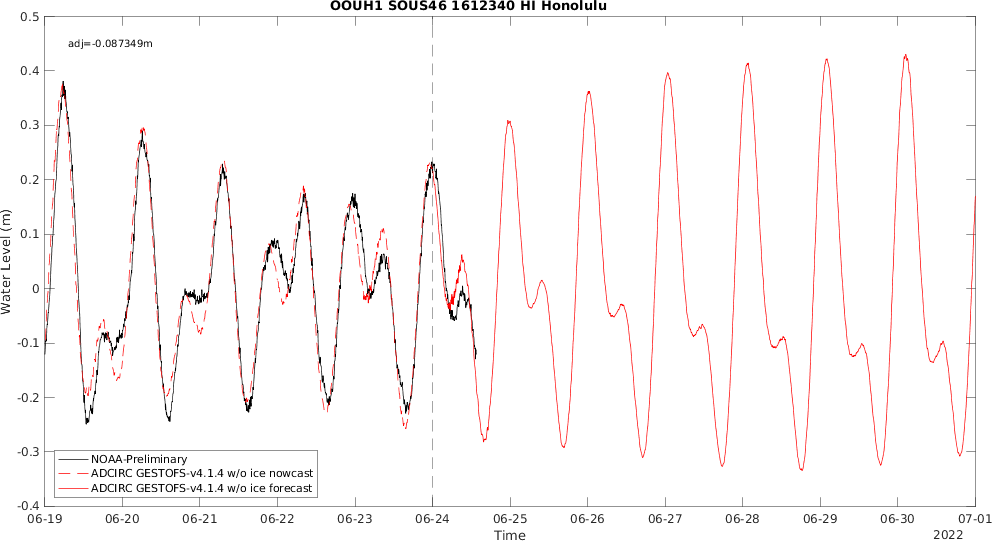 OOUH1 SOUS46 1612340 HI Honolulu
adj=-0.087349m
Water Level (m)
0.5
0.4
0.3
0.2
0.1
0
-0.1
-0.2
-0.3
-0.4
NOAA-Preliminary
ADCIRC GESTOFS-v4.1.4 w/o ice nowcast
ADCIRC GESTOFS-v4.1.4 w/o ice forecast
06-19 06-20 06-21 06-22 06-23 06-24 06-25 06-26 06-27 06-28 06-29 06-30 07-01
Time
2022